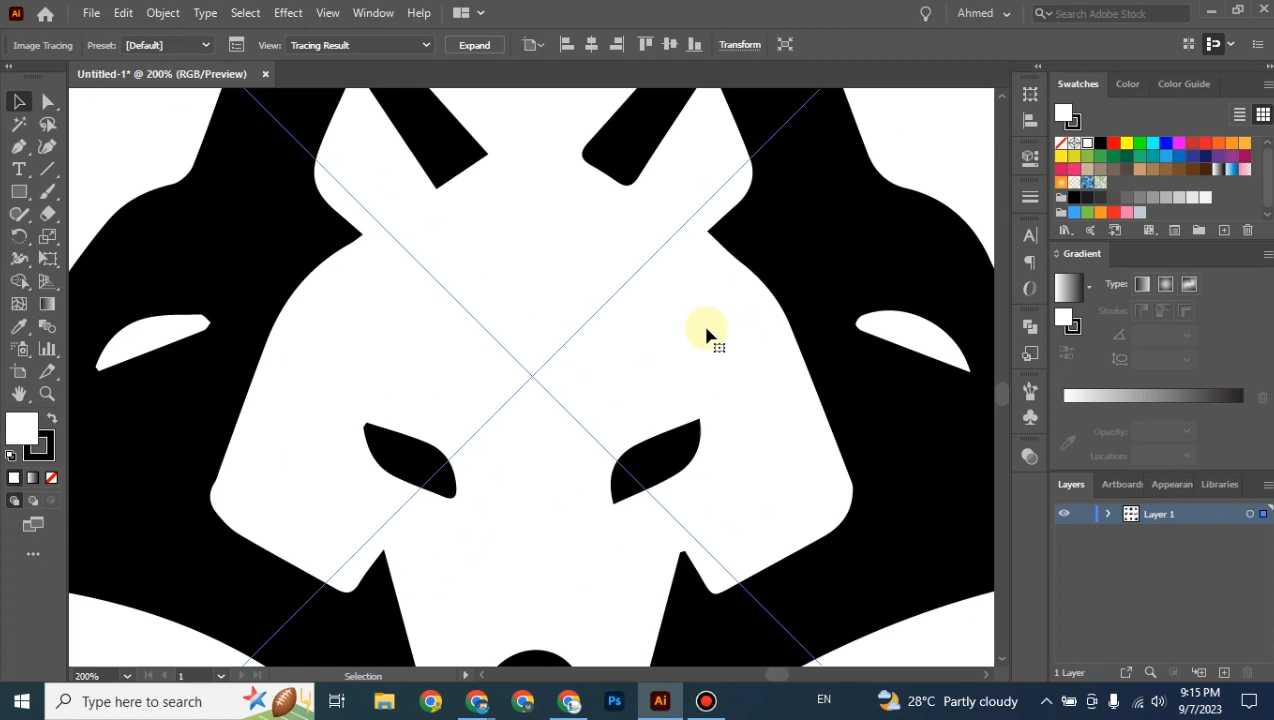 Ai File Edit Object Type Select Effect View Window Help Ahmed Search Adobe Stock
Image Tracing Preset: [Default] View: Tracing Result Expand Transform
Untitled-1* @ 200% (RGB/Preview) ×
Swatches Color Color Guide
Gradient
Type:
Stroke:
Opacity:
Location:
Layers Artboards Appearan Libraries
Layer 1
200% 1 Selection 1 Layer
Type here to search Ps Ai EN 28°C Partly cloudy 9:15 PM
9/7/2023